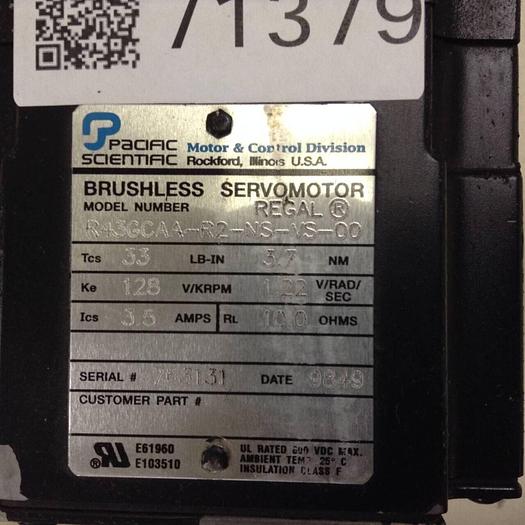 71379
PACIFIC SCIENTIFIC
Motor & Control Division
Rockford, Illinois U.S.A.
BRUSHLESS SERVOMOTOR
MODEL NUMBER REGAL ®
R43GCAA-R2-NS-VS-00
Tcs 33 LB-IN 3.7 NM
Ke 128 V/KRPM 1.22 V/RAD/SEC
Ics 3.5 AMPS RL 10.0 OHMS
SERIAL # DATE 9849
CUSTOMER PART #
E61960
E103510
UL RATED 600 VDC MAX.
AMBIENT TEMP 25° C
INSULATION CLASS F